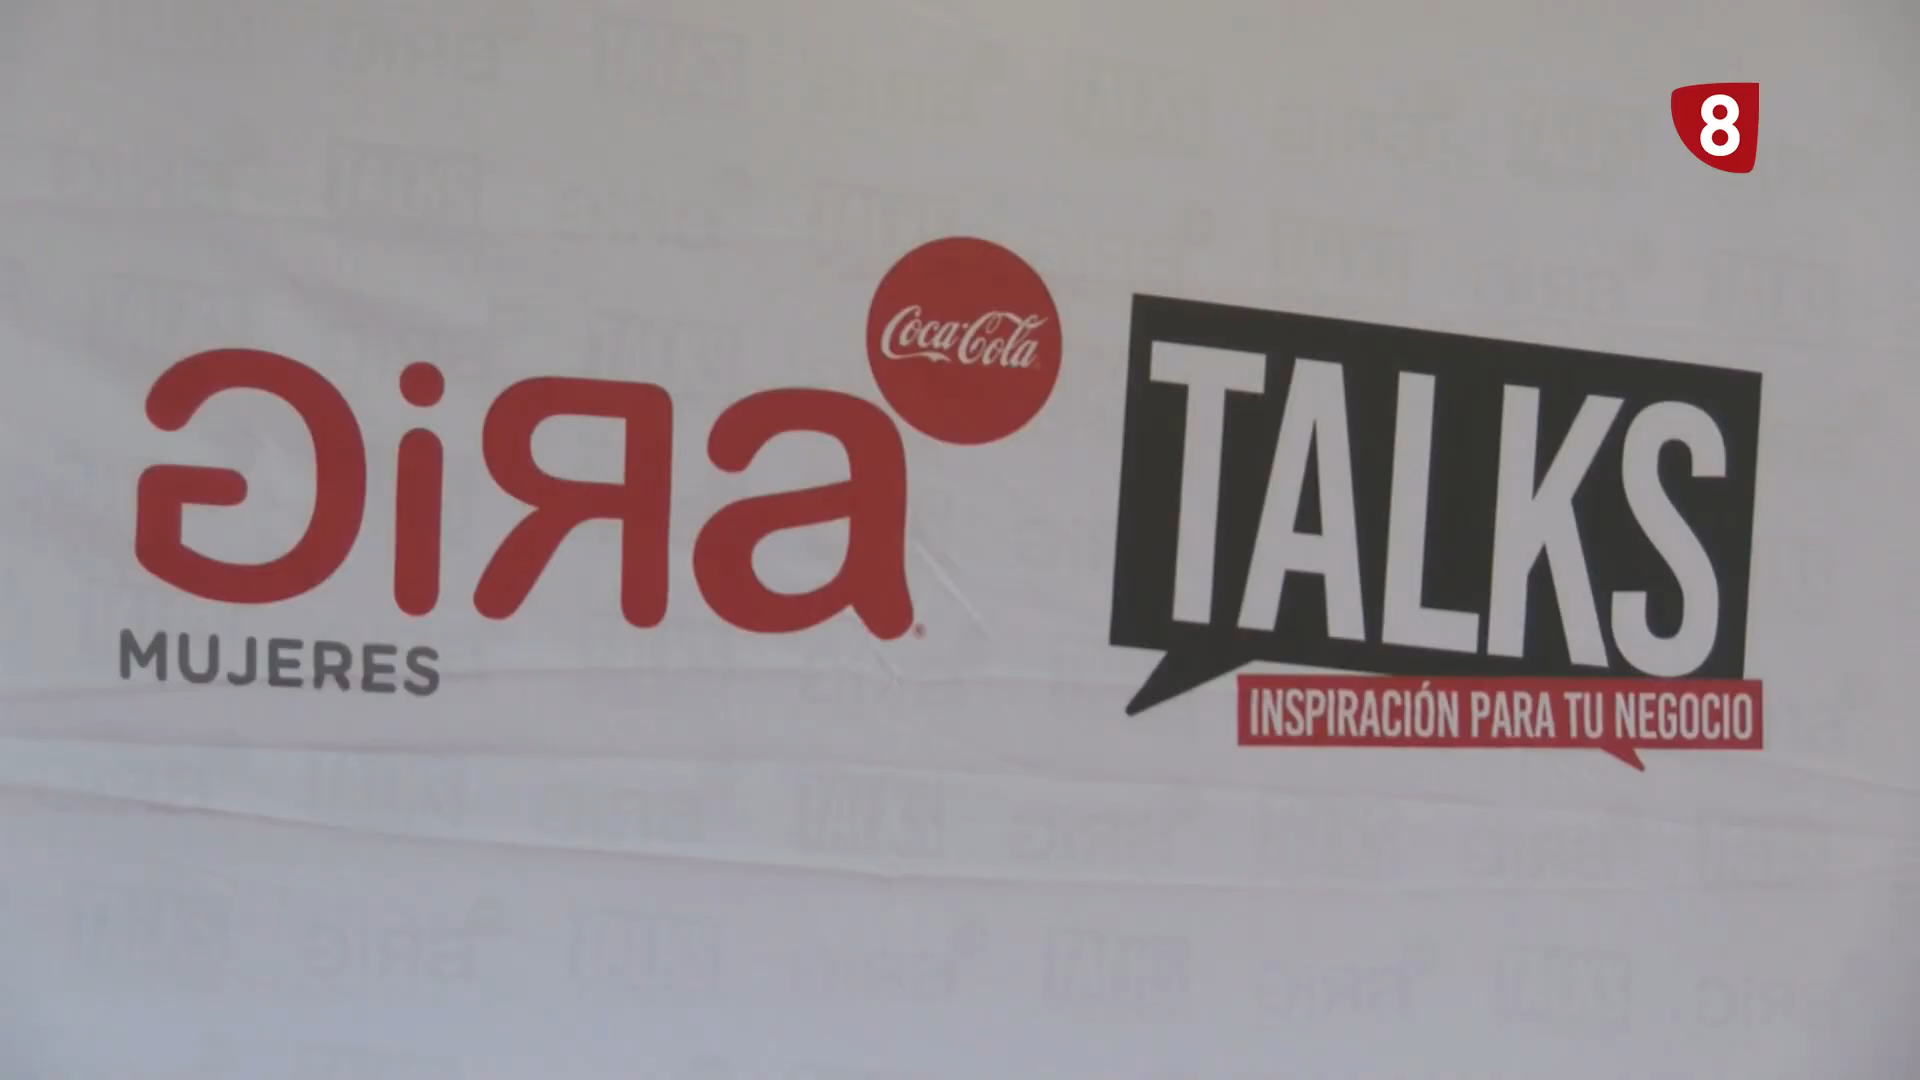 8
Coca-Cola
GiRa
MUJERES
TALKS
INSPIRACIÓN PARA TU NEGOCIO